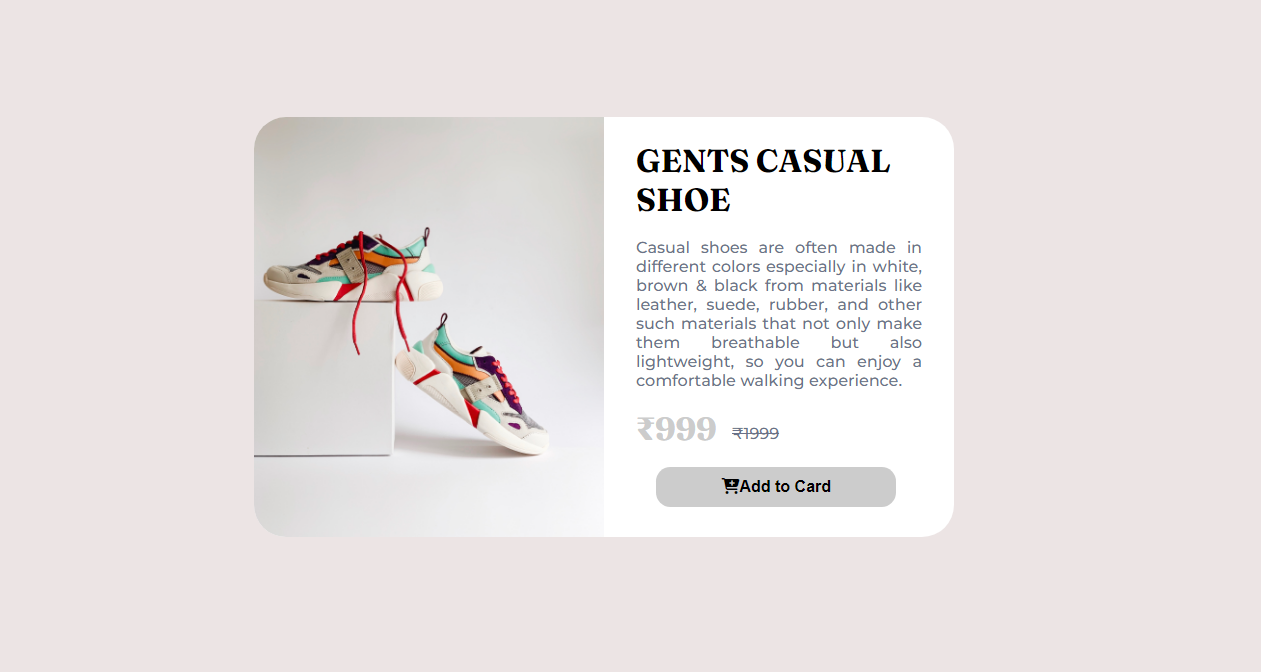 GENTS CASUAL
SHOE
Casual shoes are often made in
different colors especially in white,
brown & black from materials like
leather, suede, rubber, and other
such materials that not only make
them breathable but also
lightweight, so you can enjoy a
comfortable walking experience.
₹999 ₹1999
Add to Card